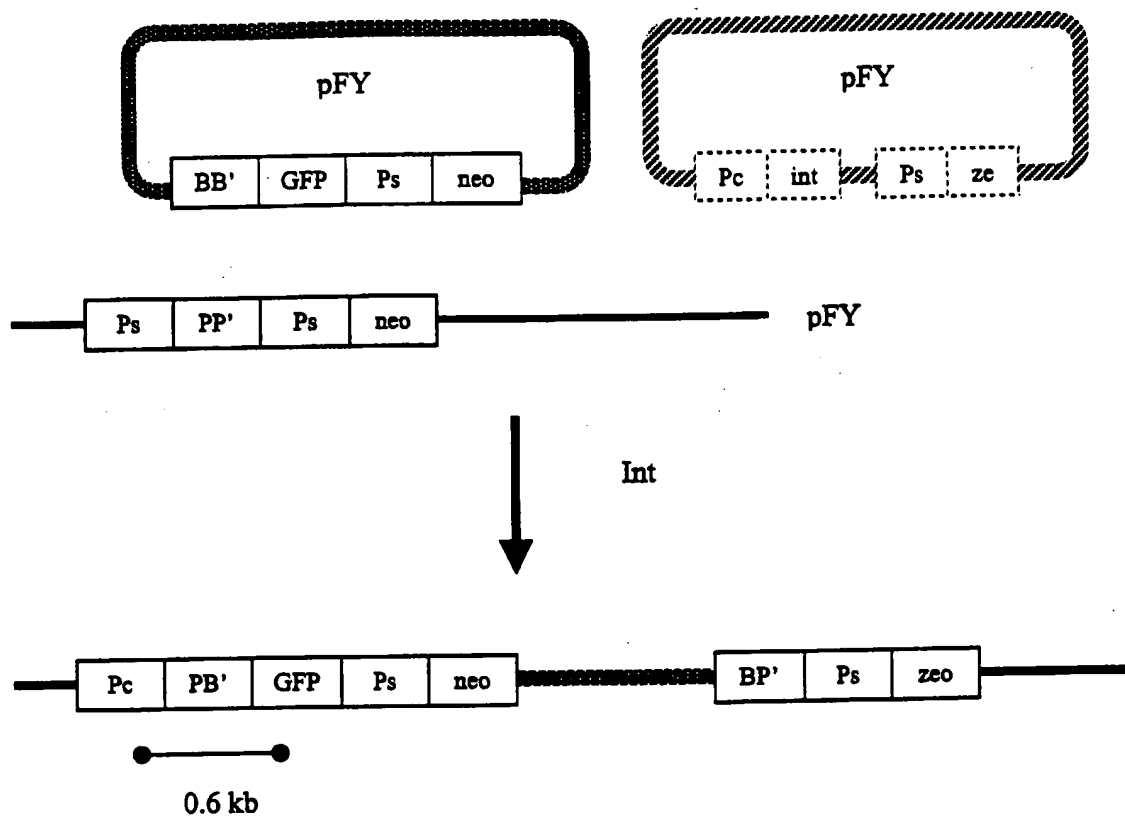 pFY
pFY
BB' GFP Ps neo
Pc int Ps ze
Ps PP' Ps neo
pFY
Int
Pc PB' GFP Ps neo BP' Ps zeo
0.6 kb